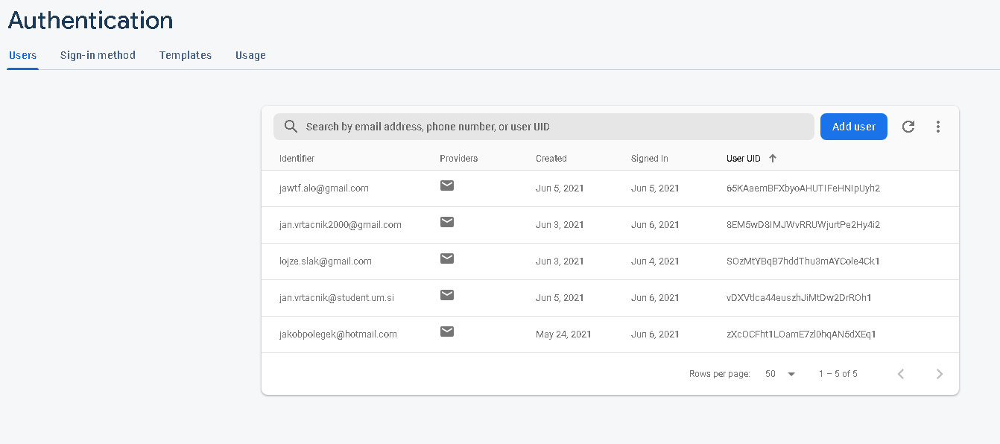 Authentication
Users Sign-in method Templates Usage
Search by email address, phone number, or user UID Add user
Identifier Providers Created Signed In User UID
jawtf.alo@gmail.com Jun 5, 2021 Jun 5, 2021 65KAaemBFXbyoAHUTIFeHNIpUyh2
jan.vrtacnik2000@gmail.com Jun 3, 2021 Jun 6, 2021 8EM5wD8IMJWvRRUWjurtPe2Hy4i2
lojze.slak@gmail.com Jun 3, 2021 Jun 4, 2021 SOzMtYBqB7hddThu3mAYCole4Ck1
jan.vrtacnik@student.um.si Jun 5, 2021 Jun 6, 2021 vDXVtlca44euszhJiMtDw2DrROh1
jakobpolegek@hotmail.com May 24, 2021 Jun 6, 2021 zXcOCFht1LOamE7zl0hqAN5dXEq1
Rows per page: 50 1 – 5 of 5